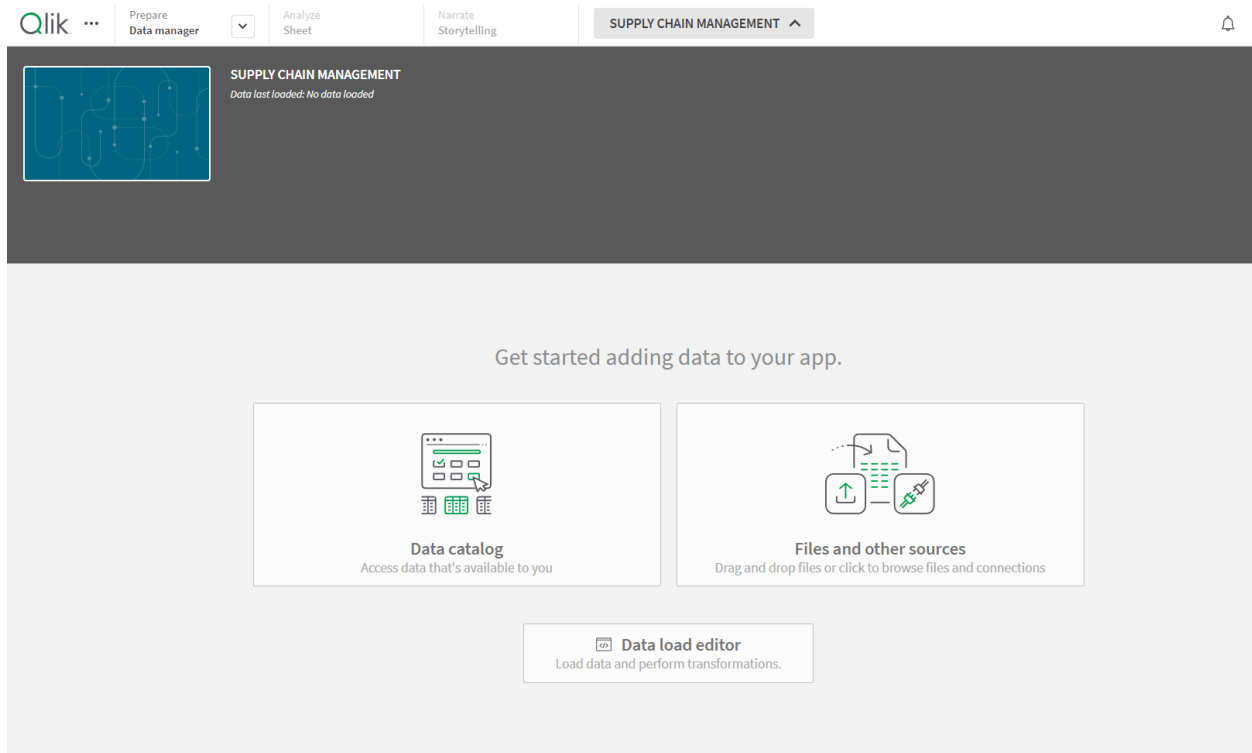 Qlik
Prepare
Data manager
Analyze
Sheet
Narrate
Storytelling
SUPPLY CHAIN MANAGEMENT
SUPPLY CHAIN MANAGEMENT
Data last loaded: No data loaded
Get started adding data to your app.
Data catalog
Access data that's available to you
Files and other sources
Drag and drop files or click to browse files and connections
Data load editor
Load data and perform transformations.